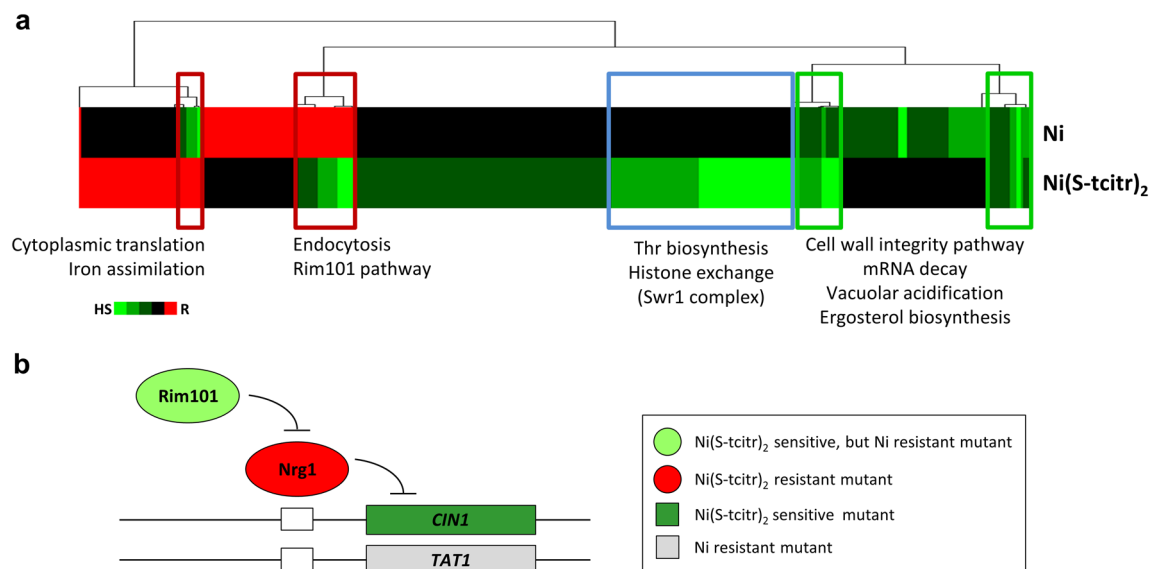 a
Ni
Ni(S-tcitr)2
Cytoplasmic translation
Iron assimilation
Endocytosis
Rim101 pathway
Thr biosynthesis
Histone exchange
(Swr1 complex)
Cell wall integrity pathway
mRNA decay
Vacuolar acidification
Ergosterol biosynthesis
HS R
b
Rim101
Nrg1
CIN1
TAT1
Ni(S-tcitr)2 sensitive, but Ni resistant mutant
Ni(S-tcitr)2 resistant mutant
Ni(S-tcitr)2 sensitive mutant
Ni resistant mutant